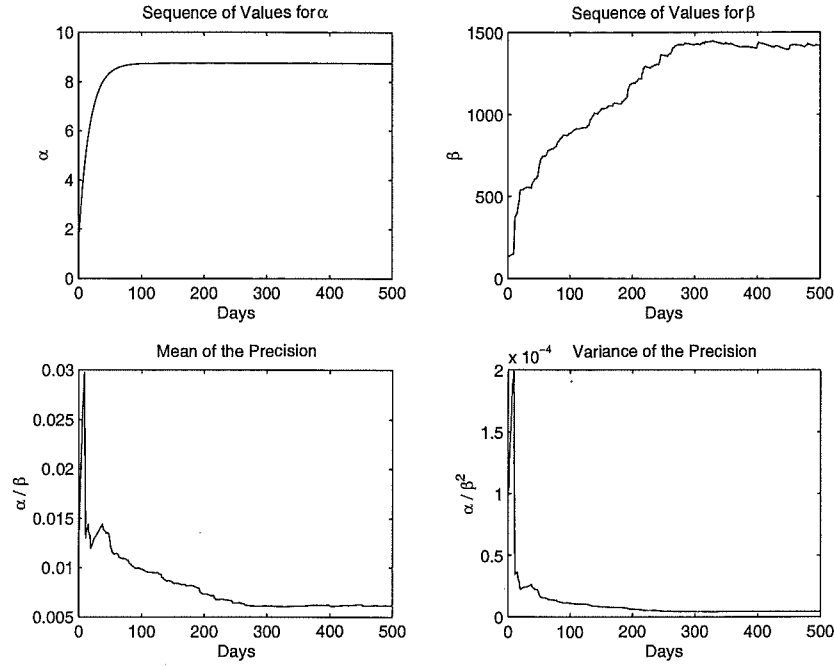 Sequence of Values for α
10
8
6
4
2
0
α
0 100 200 300 400 500
Days
Sequence of Values for β
1500
1000
500
0
β
0 100 200 300 400 500
Days
Mean of the Precision
0.03
0.025
0.02
0.015
0.01
0.005
α / β
0 100 200 300 400 500
Days
x 10⁻⁴ Variance of the Precision
2
1.5
1
0.5
0
α / β²
0 100 200 300 400 500
Days